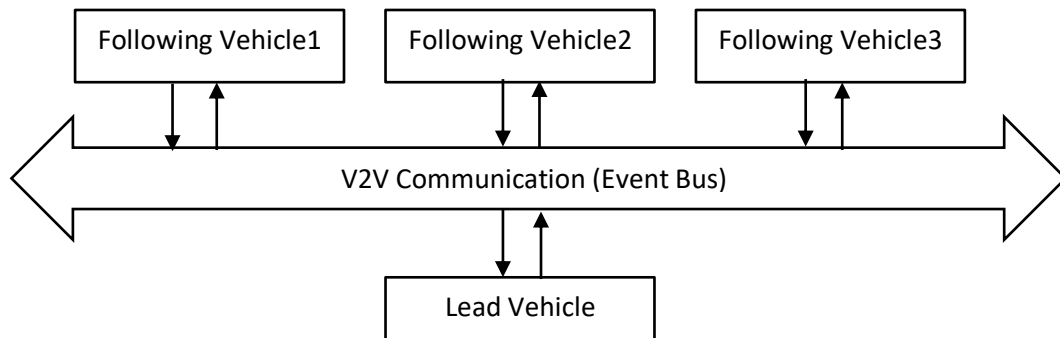 Following Vehicle1
Following Vehicle2
Following Vehicle3
V2V Communication (Event Bus)
Lead Vehicle